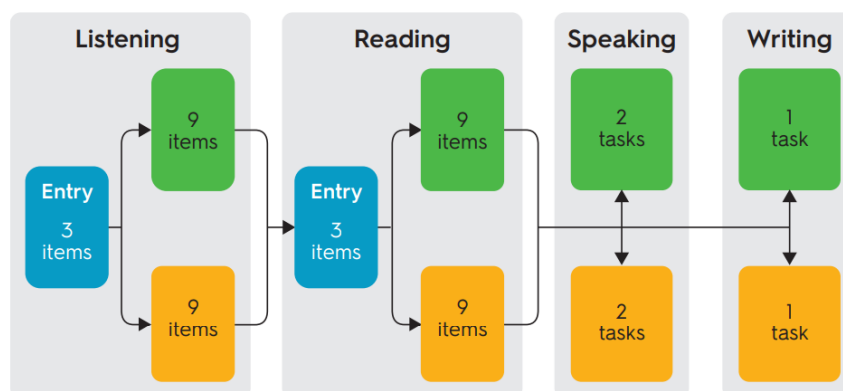 Listening
Reading
Speaking
Writing
9
items
9
items
2
tasks
1
task
Entry
3
items
Entry
3
items
9
items
9
items
2
tasks
1
task